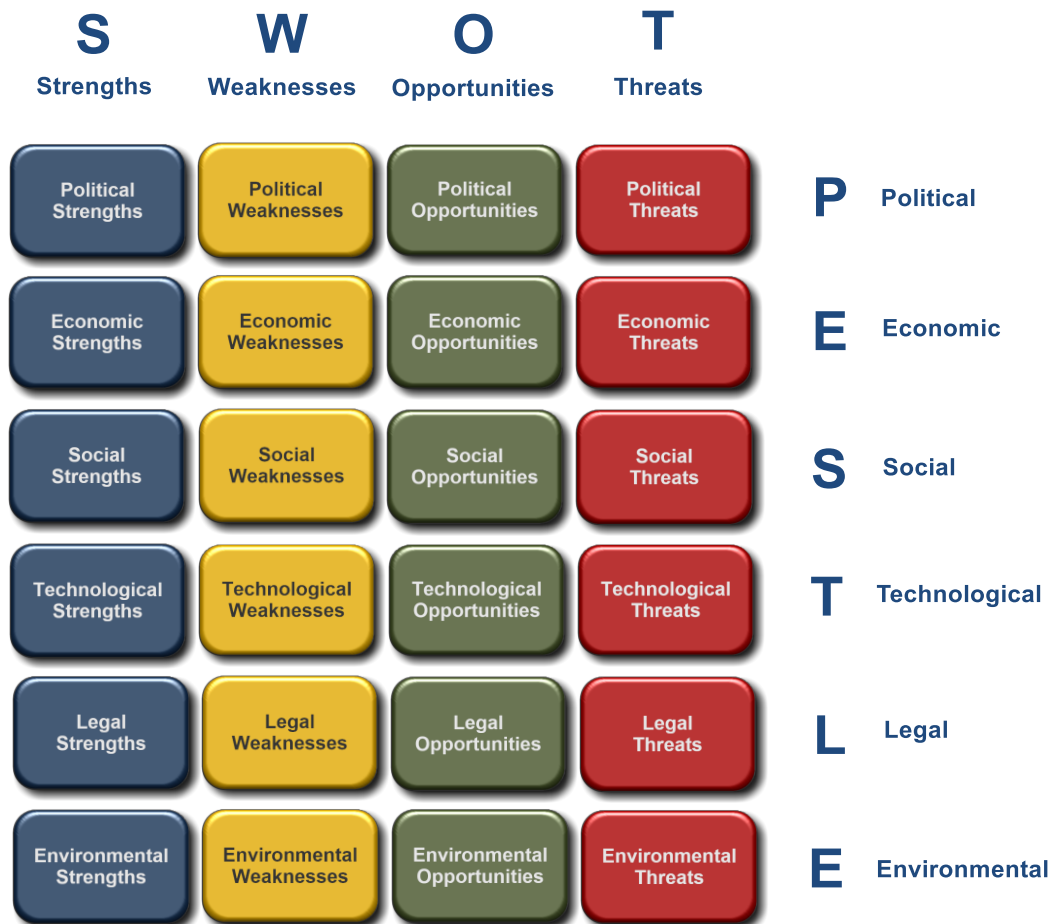 S W O T
Strengths Weaknesses Opportunities Threats
Political Political Political Political
Strengths Weaknesses Opportunities Threats
P Political
Economic Economic Economic Economic
Strengths Weaknesses Opportunities Threats
E Economic
Social Social Social Social
Strengths Weaknesses Opportunities Threats
S Social
Technological Technological Technological Technological
Strengths Weaknesses Opportunities Threats
T Technological
Legal Legal Legal Legal
Strengths Weaknesses Opportunities Threats
L Legal
Environmental Environmental Environmental Environmental
Strengths Weaknesses Opportunities Threats
E Environmental